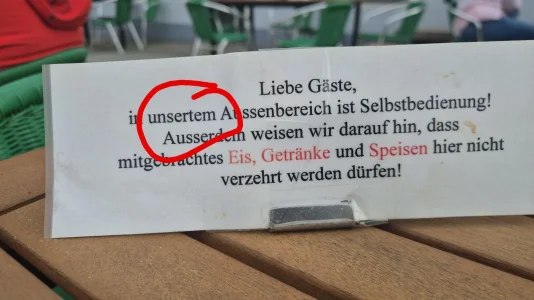 Liebe Gäste,
in unsertem Aussenbereich ist Selbstbedienung!
Ausserdem weisen wir darauf hin, dass
mitgebrachtes Eis, Getränke und Speisen hier nicht
verzehrt werden dürfen!